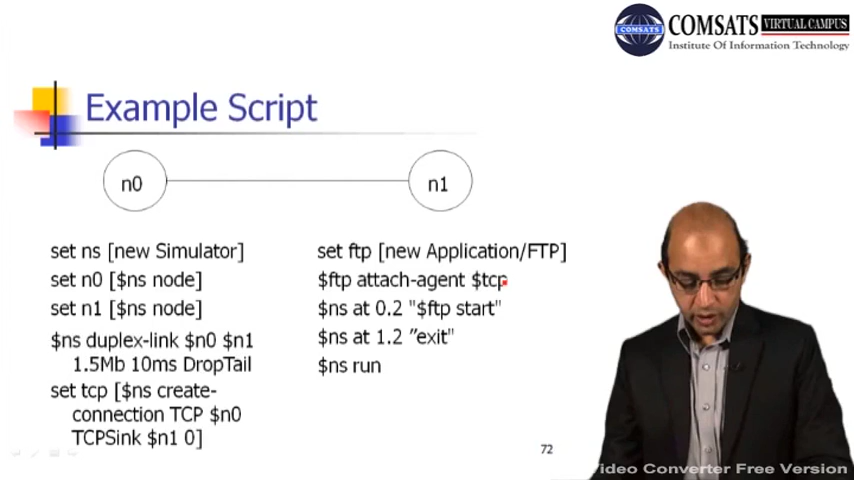 COMSATS VIRTUAL CAMPUS
Institute Of Information Technology
COMSATS
Example Script
n0
n1
set ns [new Simulator]
set n0 [$ns node]
set n1 [$ns node]
$ns duplex-link $n0 $n1
1.5Mb 10ms DropTail
set tcp [$ns create-
connection TCP $n0
TCPSink $n1 0]
set ftp [new Application/FTP]
$ftp attach-agent $tcp
$ns at 0.2 "$ftp start"
$ns at 1.2 ”exit"
$ns run
72
Video Converter Free Version